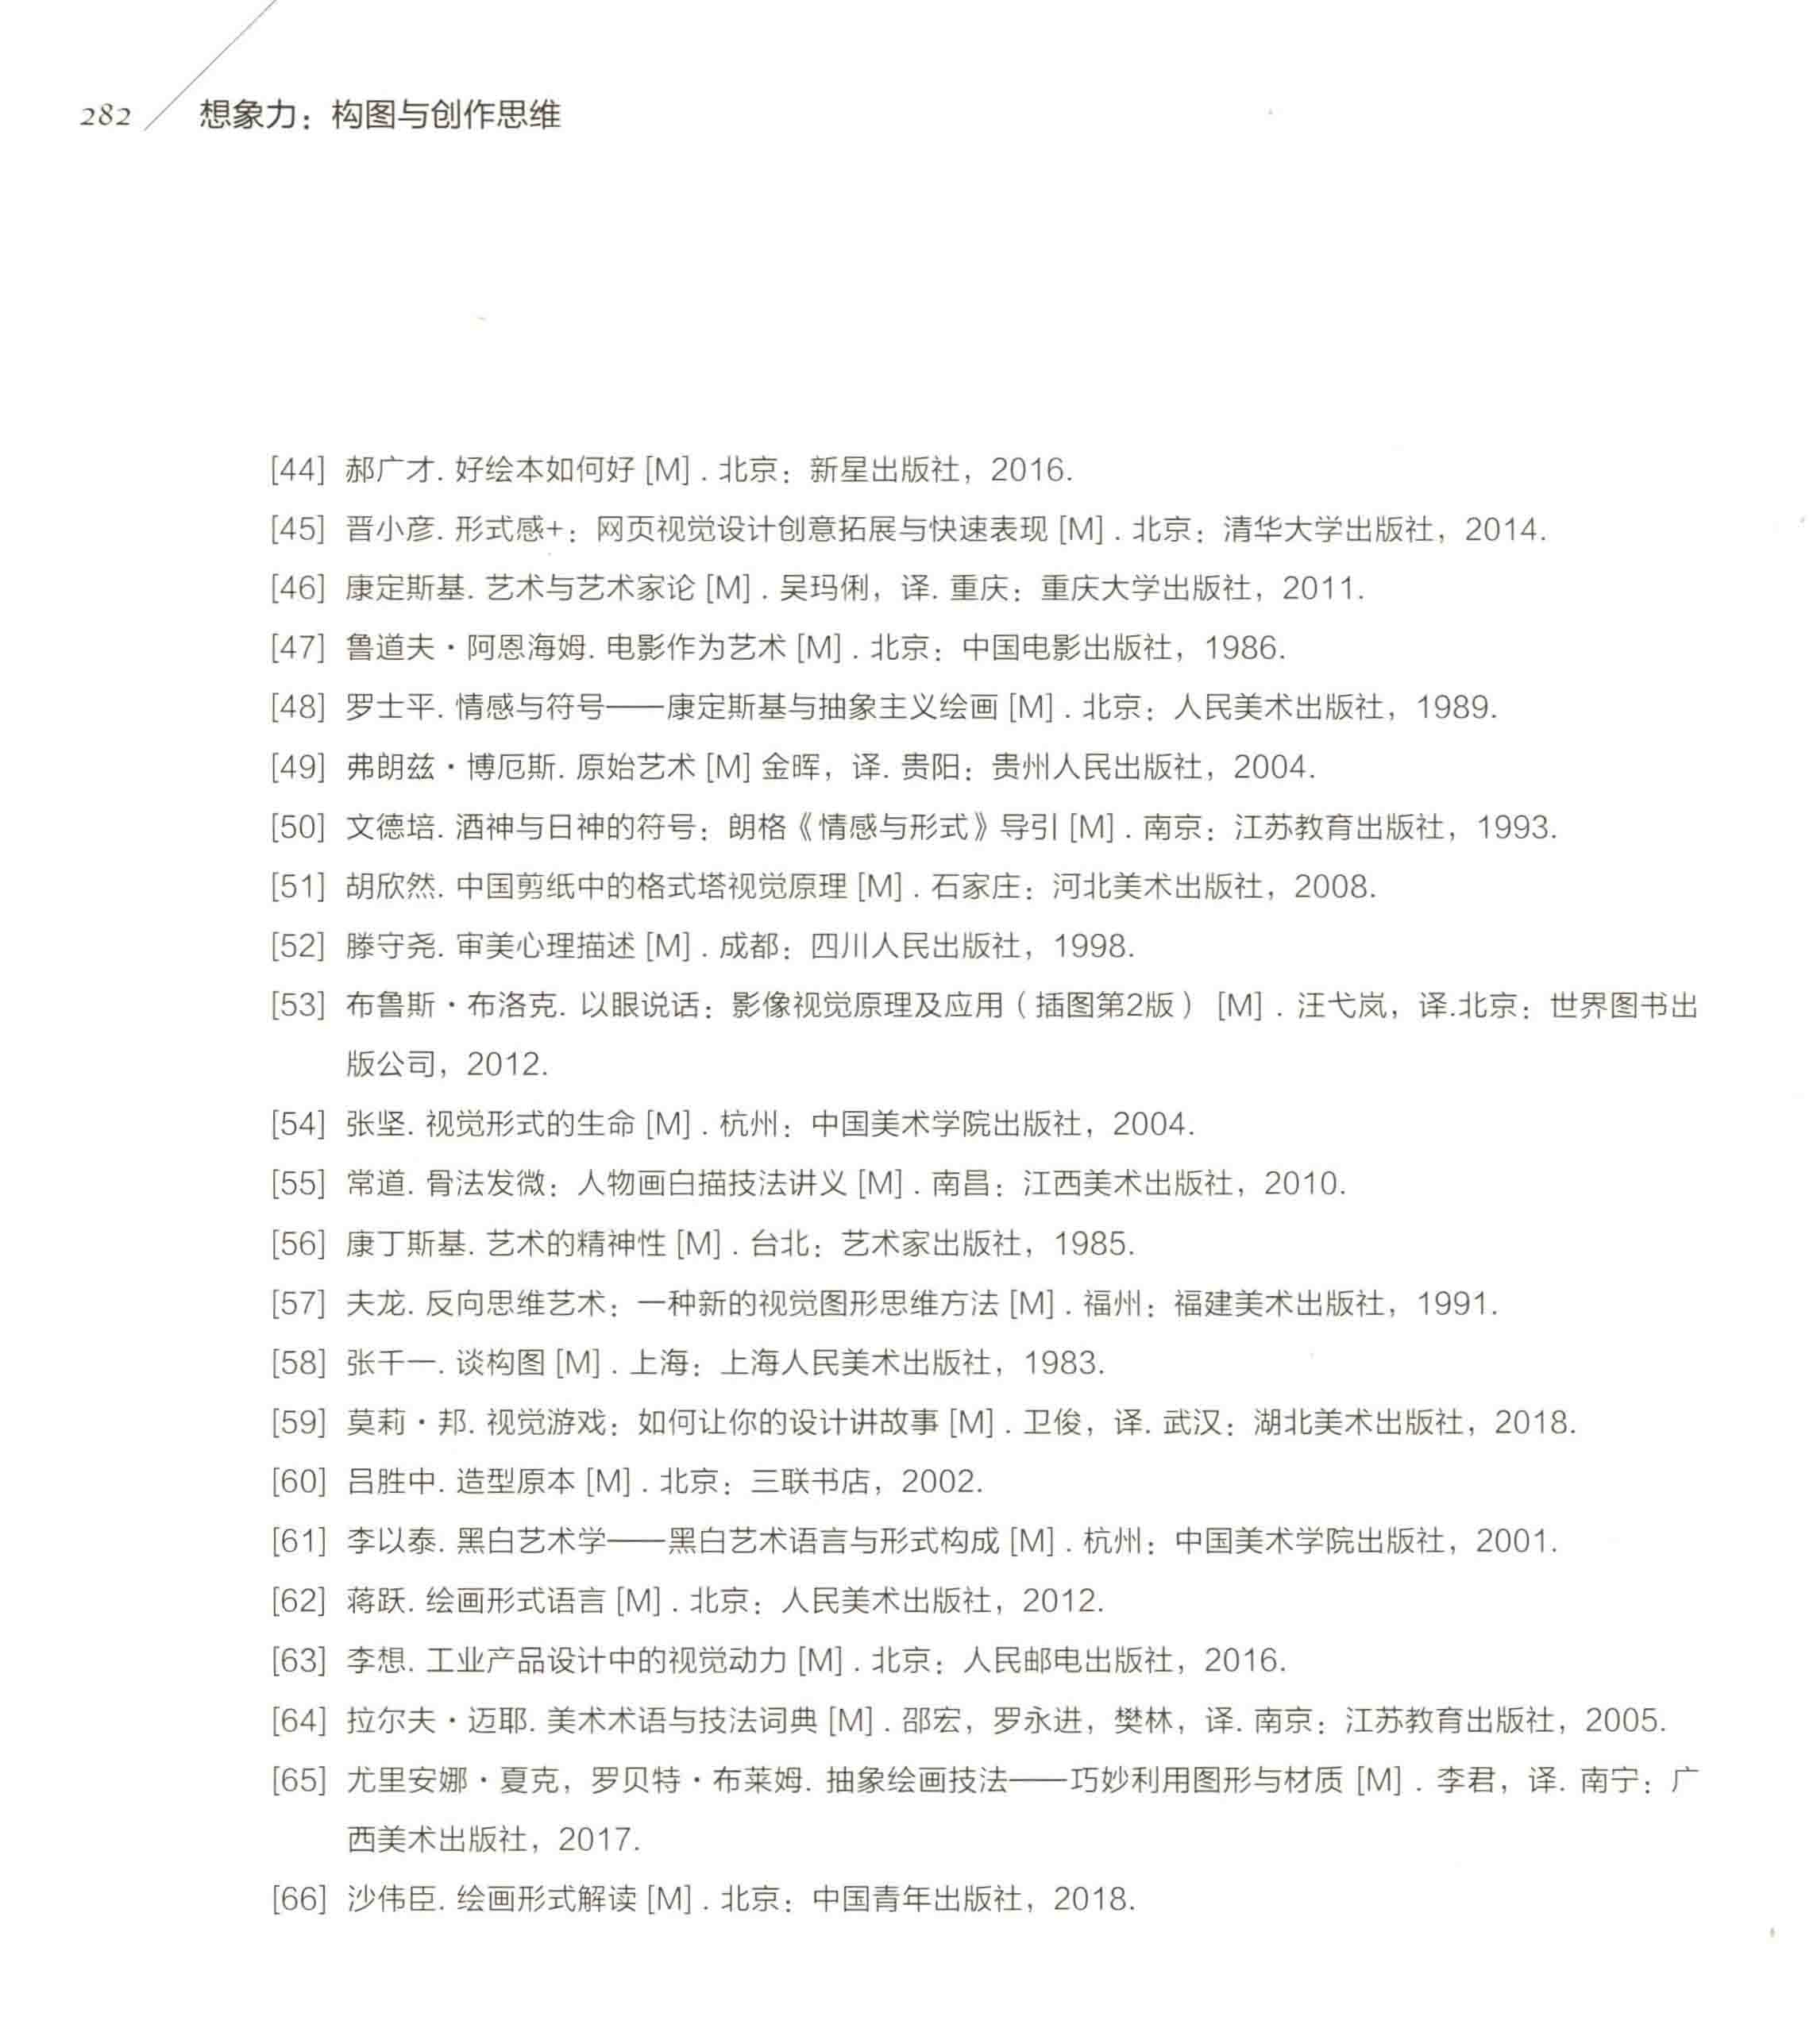 282 想象力：构图与创作思维
[44] 郝广才. 好绘本如何好 [M] . 北京：新星出版社，2016.
[45] 晋小彦. 形式感+：网页视觉设计创意拓展与快速表现 [M] . 北京：清华大学出版社，2014.
[46] 康定斯基. 艺术与艺术家论 [M] . 吴玛俐，译. 重庆：重庆大学出版社，2011.
[47] 鲁道夫・阿恩海姆. 电影作为艺术 [M] . 北京：中国电影出版社，1986.
[48] 罗士平. 情感与符号——康定斯基与抽象主义绘画 [M] . 北京：人民美术出版社，1989.
[49] 弗朗兹・博厄斯. 原始艺术 [M] 金晖，译. 贵阳：贵州人民出版社，2004.
[50] 文德培. 酒神与日神的符号：朗格《情感与形式》导引 [M] . 南京：江苏教育出版社，1993.
[51] 胡欣然. 中国剪纸中的格式塔视觉原理 [M] . 石家庄：河北美术出版社，2008.
[52] 滕守尧. 审美心理描述 [M] . 成都：四川人民出版社，1998.
[53] 布鲁斯・布洛克. 以眼说话：影像视觉原理及应用（插图第2版） [M] . 汪弋岚，译.北京：世界图书出
版公司，2012.
[54] 张坚. 视觉形式的生命 [M] . 杭州：中国美术学院出版社，2004.
[55] 常道. 骨法发微：人物画白描技法讲义 [M] . 南昌：江西美术出版社，2010.
[56] 康丁斯基. 艺术的精神性 [M] . 台北：艺术家出版社，1985.
[57] 夫龙. 反向思维艺术：一种新的视觉图形思维方法 [M] . 福州：福建美术出版社，1991.
[58] 张千一. 谈构图 [M] . 上海：上海人民美术出版社，1983.
[59] 莫莉・邦. 视觉游戏：如何让你的设计讲故事 [M] . 卫俊，译. 武汉：湖北美术出版社，2018.
[60] 吕胜中. 造型原本 [M] . 北京：三联书店，2002.
[61] 李以泰. 黑白艺术学——黑白艺术语言与形式构成 [M] . 杭州：中国美术学院出版社，2001.
[62] 蒋跃. 绘画形式语言 [M] . 北京：人民美术出版社，2012.
[63] 李想. 工业产品设计中的视觉动力 [M] . 北京：人民邮电出版社，2016.
[64] 拉尔夫・迈耶. 美术术语与技法词典 [M] . 邵宏，罗永进，樊林，译. 南京：江苏教育出版社，2005.
[65] 尤里安娜・夏克，罗贝特・布莱姆. 抽象绘画技法——巧妙利用图形与材质 [M] . 李君，译. 南宁：广
西美术出版社，2017.
[66] 沙伟臣. 绘画形式解读 [M] . 北京：中国青年出版社，2018.